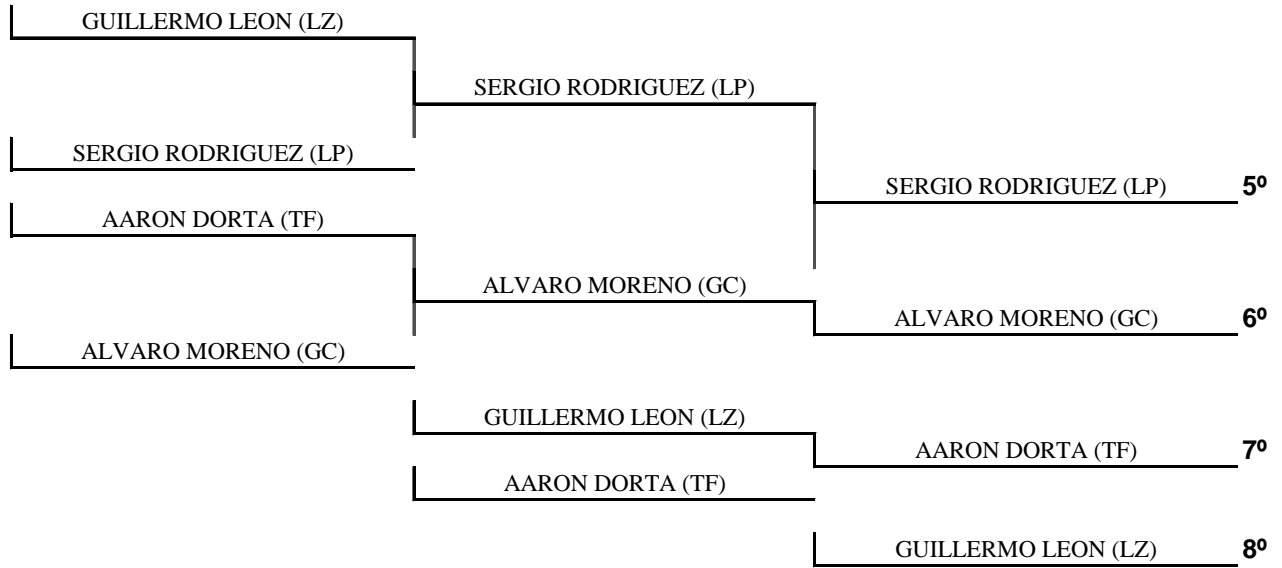 GUILLERMO LEON (LZ)
SERGIO RODRIGUEZ (LP)
SERGIO RODRIGUEZ (LP)
SERGIO RODRIGUEZ (LP) 5º
AARON DORTA (TF)
ALVARO MORENO (GC)
ALVARO MORENO (GC) 6º
ALVARO MORENO (GC)
GUILLERMO LEON (LZ)
AARON DORTA (TF) 7º
AARON DORTA (TF)
GUILLERMO LEON (LZ) 8º